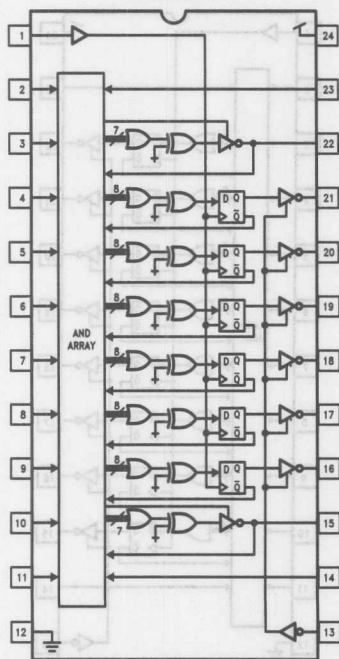 1 24
2 23
7
3 22
8
4 D Q 21
Q̅
8
5 D Q 20
Q̅
8
6 D Q 19
Q̅
AND
ARRAY
8
7 D Q 18
Q̅
8
8 D Q 17
Q̅
8
9 D Q 16
Q̅
10 15
7
11 14
12 13